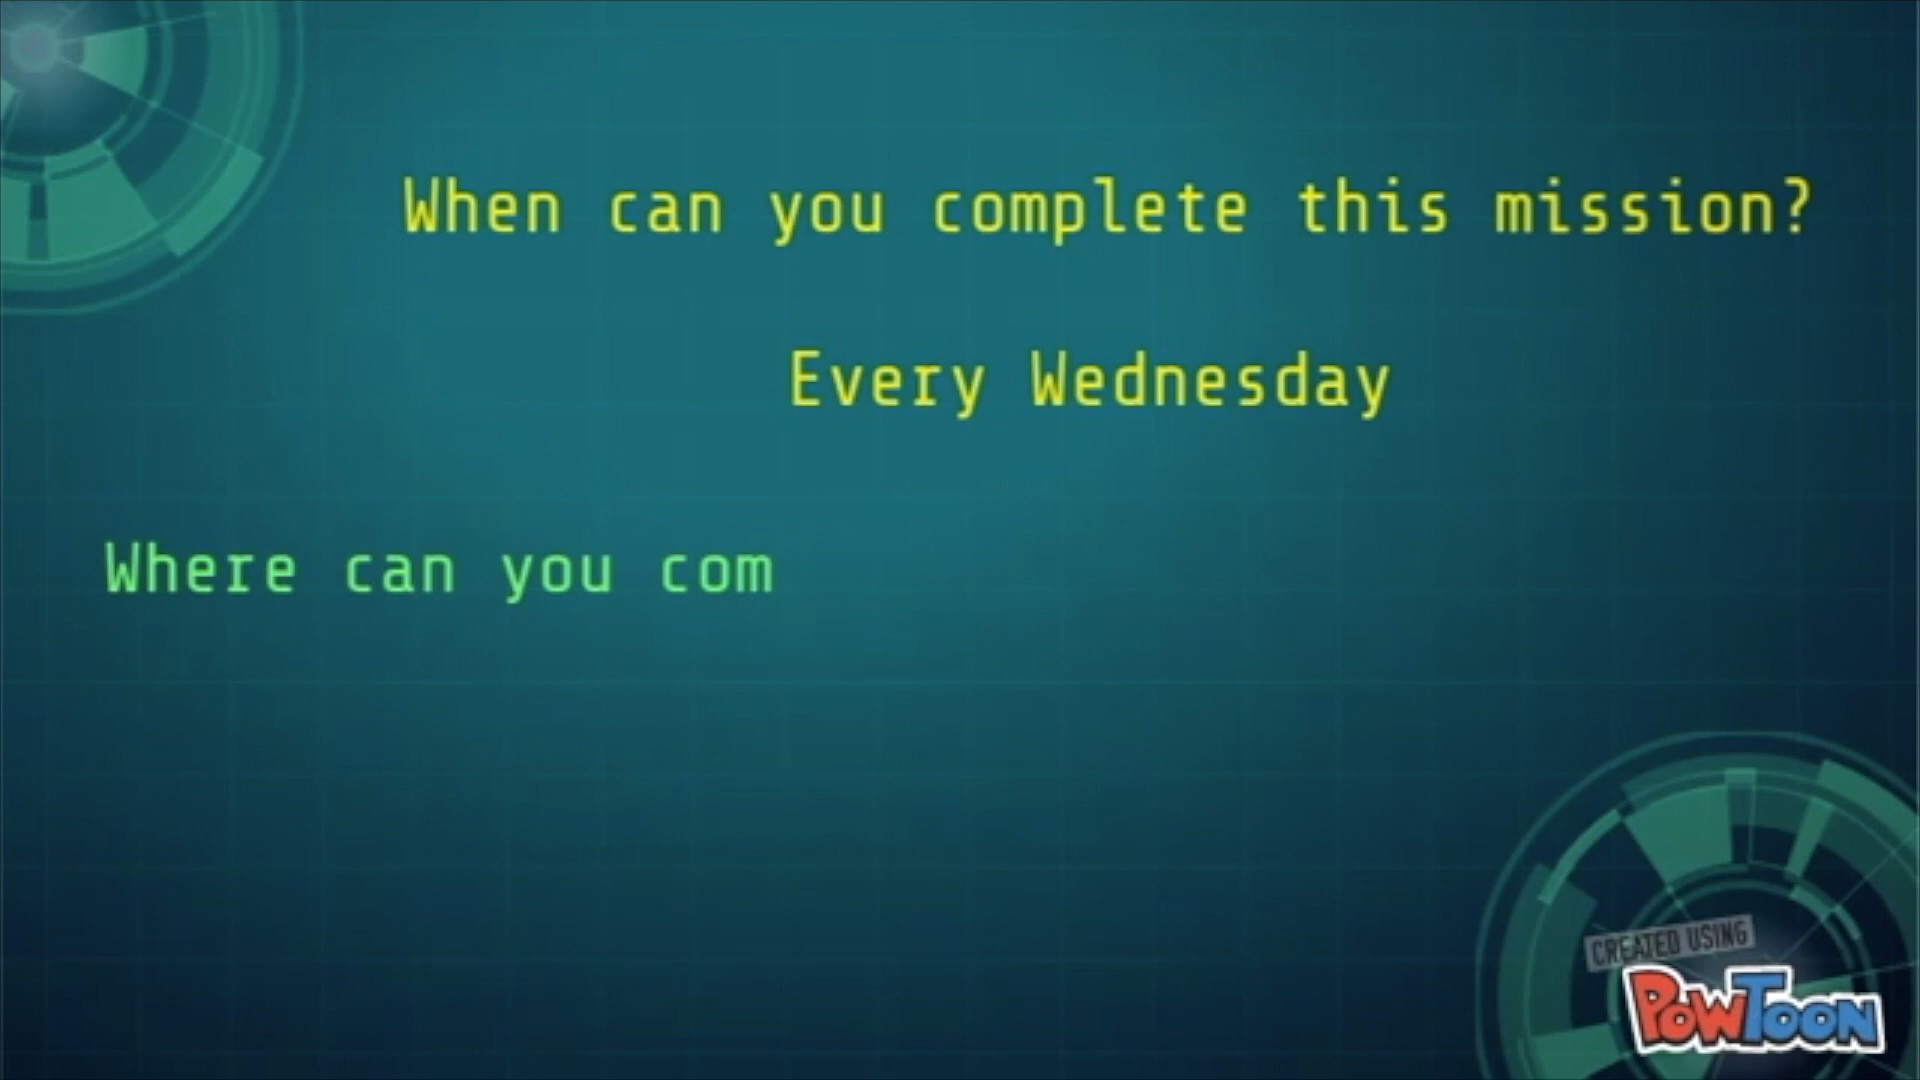 When can you complete this mission?
Every Wednesday
Where can you com
CREATED USING
POWTOON